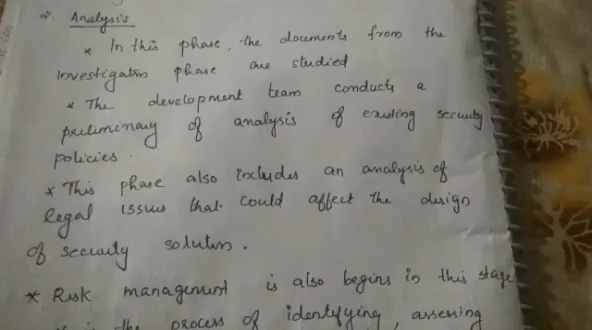 2. Analysis
* In this phase, the documents from the
investigation phase are studied
* The development team conducts a
preliminary of analysis of existing security
policies.
* This phase also includes an analysis of
legal issues that could affect the design
of security solution.
* Risk management is also begins in this stage
the process of identifying, assessing